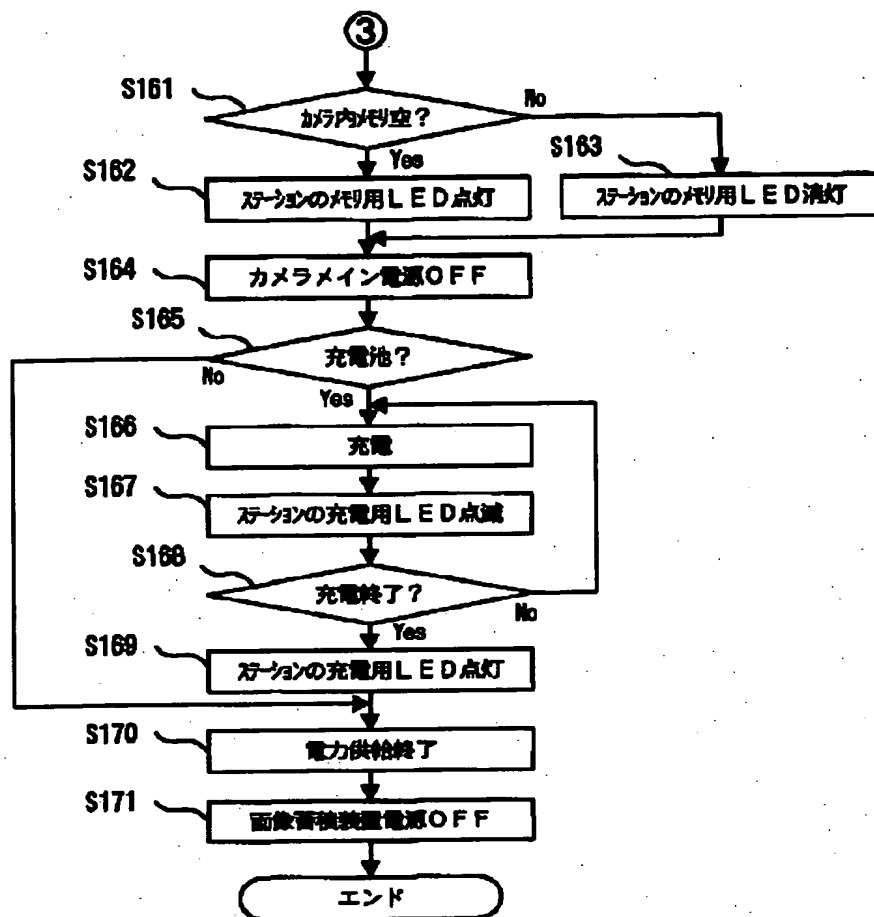 ③
S161
カメラ内メモリ空?
No
Yes
S162
ステーションのメモリ用LED点灯
S163
ステーションのメモリ用LED消灯
S164
カメラメイン電源OFF
S165
充電池?
No
Yes
S166
充電
S167
ステーションの充電用LED点滅
S168
充電終了?
No
Yes
S169
ステーションの充電用LED点灯
S170
電力供給終了
S171
画像蓄積装置電源OFF
エンド